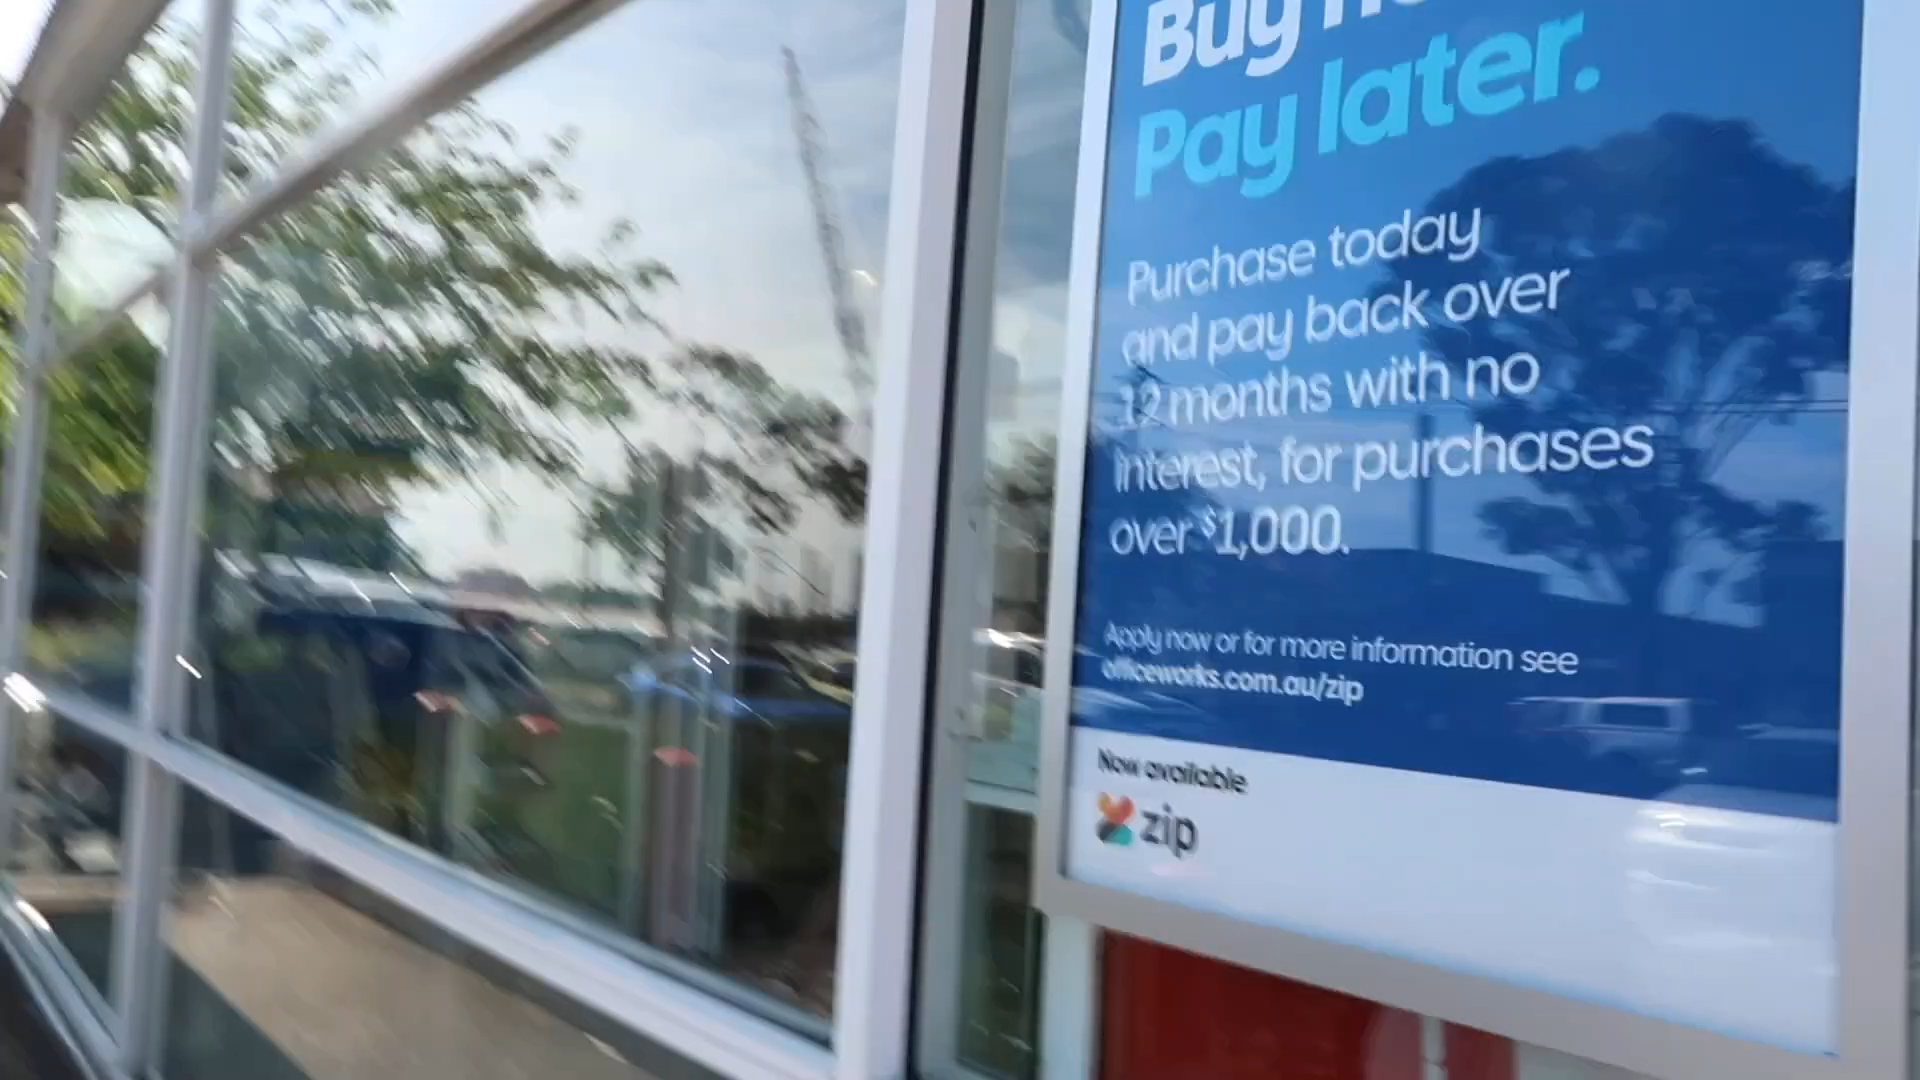 Buy
Pay later.
Purchase today
and pay back over
12 months with no
interest, for purchases
over $1,000.
Apply now or for more information see
officeworks.com.au/zip
Now available
zip